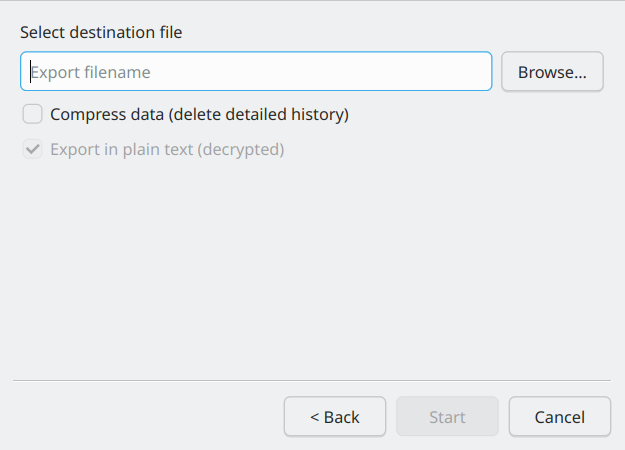 Select destination file
Export filename
Browse...
Compress data (delete detailed history)
Export in plain text (decrypted)
< Back
Start
Cancel